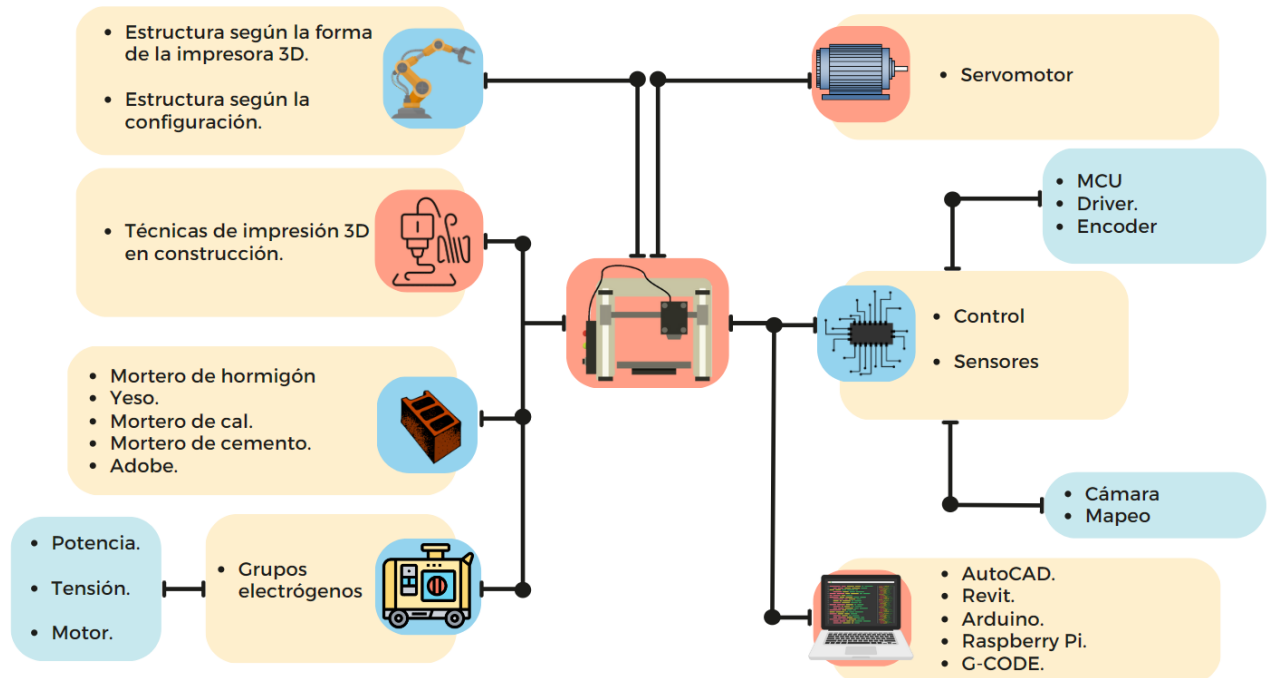 • Estructura según la forma
de la impresora 3D.
• Estructura según la
configuración.
• Servomotor
• MCU
• Driver.
• Encoder
• Técnicas de impresión 3D
en construcción.
• Control
• Sensores
• Mortero de hormigón
• Yeso.
• Mortero de cal.
• Mortero de cemento.
• Adobe.
• Cámara
• Mapeo
• Potencia.
• Tensión.
• Motor.
• Grupos
electrógenos
• AutoCAD.
• Revit.
• Arduino.
• Raspberry Pi.
• G-CODE.